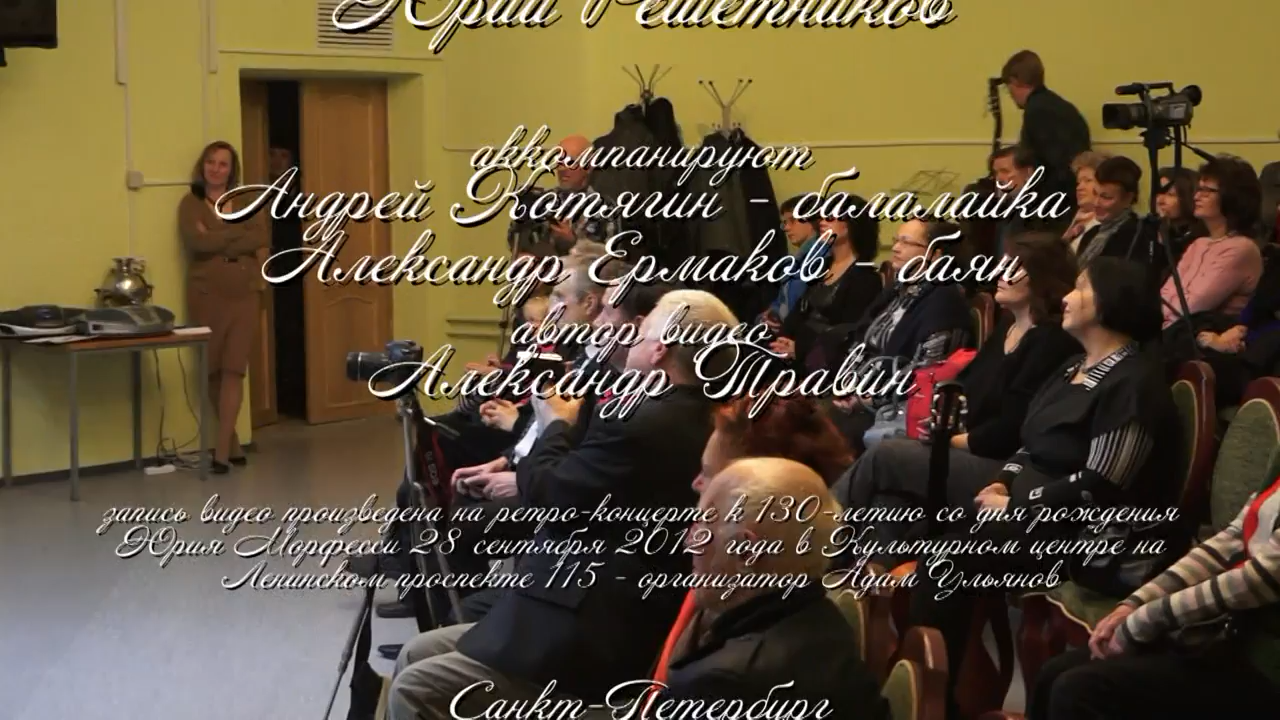 Юрий Решетников
аккомпанируют
Андрей Котягин - балалайка
Александр Ермаков - баян
автор видео
Александр Травин
запись видео произведена на ретро-концерте к 130-летию со дня рождения
Юрия Морфесси 28 сентября 2012 года в Культурном центре на
Ленинском проспекте 115 - организатор Адам Ульянов
Санкт-Петербург